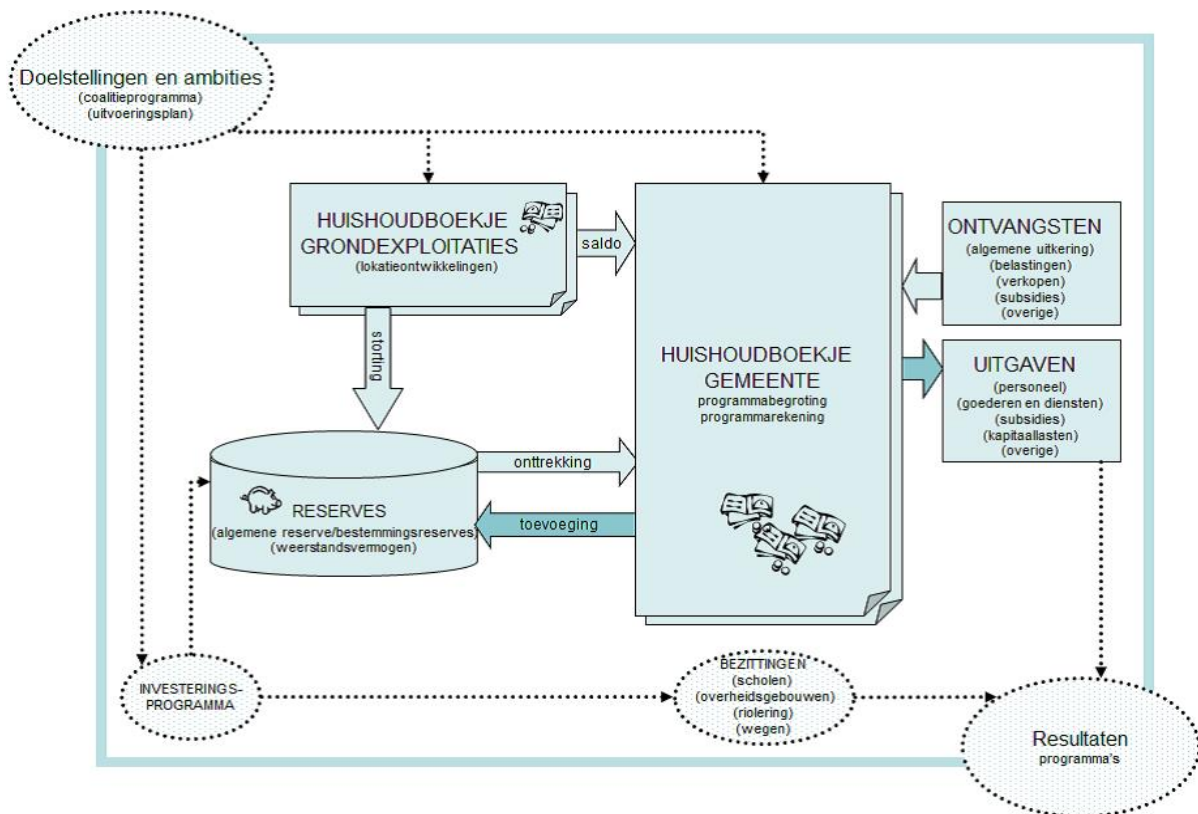 Doelstellingen en ambities
(coalitieprogramma)
(uitvoeringsplan)
HUISHOUDBOEKJE
GRONDEXPLOITATIES
(lokatieontwikkelingen)
saldo
storting
HUISHOUDBOEKJE
GEMEENTE
programmabegroting
programmarekening
ONTVANGSTEN
(algemene uitkering)
(belastingen)
(verkopen)
(subsidies)
(overige)
UITGAVEN
(personeel)
(goederen en diensten)
(subsidies)
(kapitaallasten)
(overige)
onttrekking
toevoeging
RESERVES
(algemene reserve/bestemmingsreserves)
(weerstandsvermogen)
INVESTERINGS-
PROGRAMMA
BEZITTINGEN
(scholen)
(overheidsgebouwen)
(riolering)
(wegen)
Resultaten
programma's